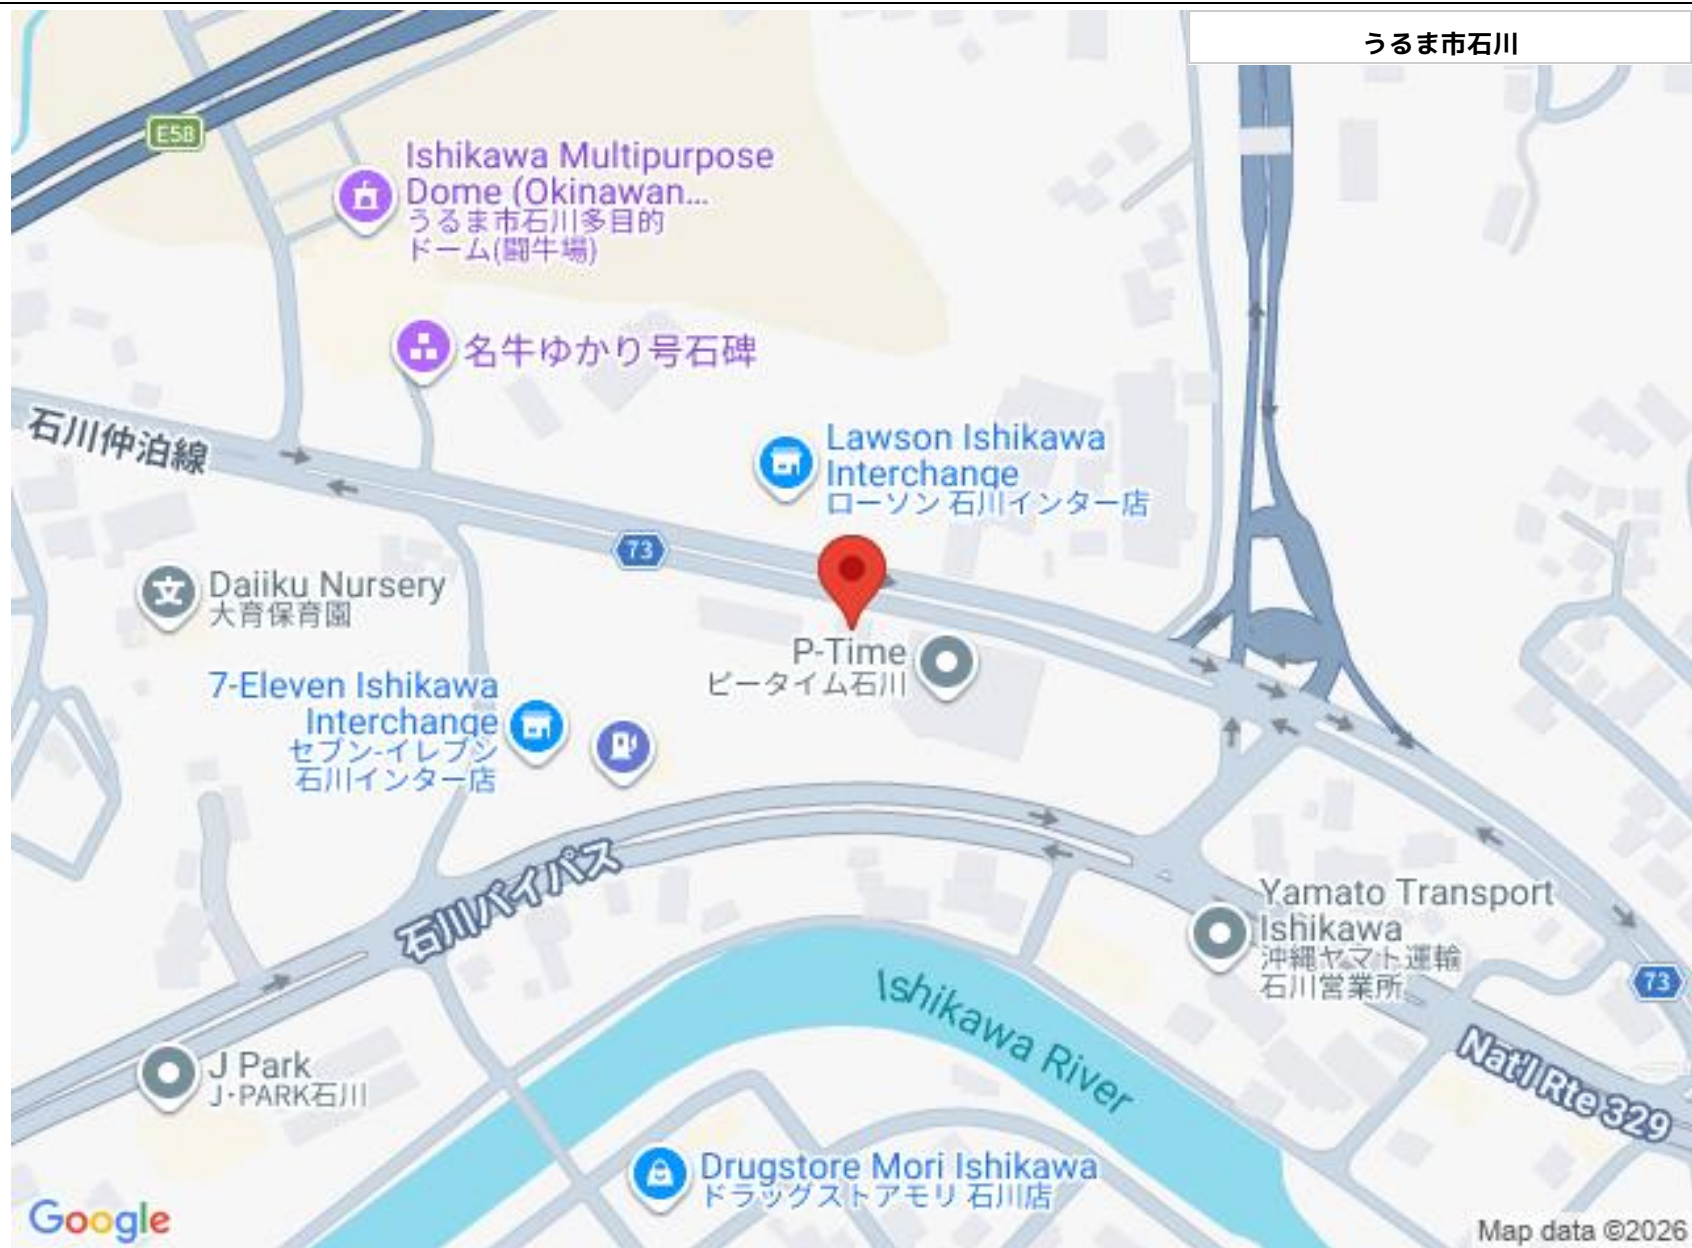 うるま市石川
E58
Ishikawa Multipurpose
Dome (Okinawan...
うるま市石川多目的
ドーム(闘牛場)
名牛ゆかり号石碑
石川仲泊線
Lawson Ishikawa
Interchange
ローソン 石川インター店
73
Daiiku Nursery
大育保育園
P-Time
ピータイム石川
7-Eleven Ishikawa
Interchange
セブン-イレブン
石川インター店
石川バイパス
Yamato Transport
Ishikawa
沖縄ヤマト運輸
石川営業所
73
Ishikawa River
Nat'l Rte 329
J Park
J-PARK石川
Drugstore Mori Ishikawa
ドラッグストアモリ 石川店
Google
Map data ©2026